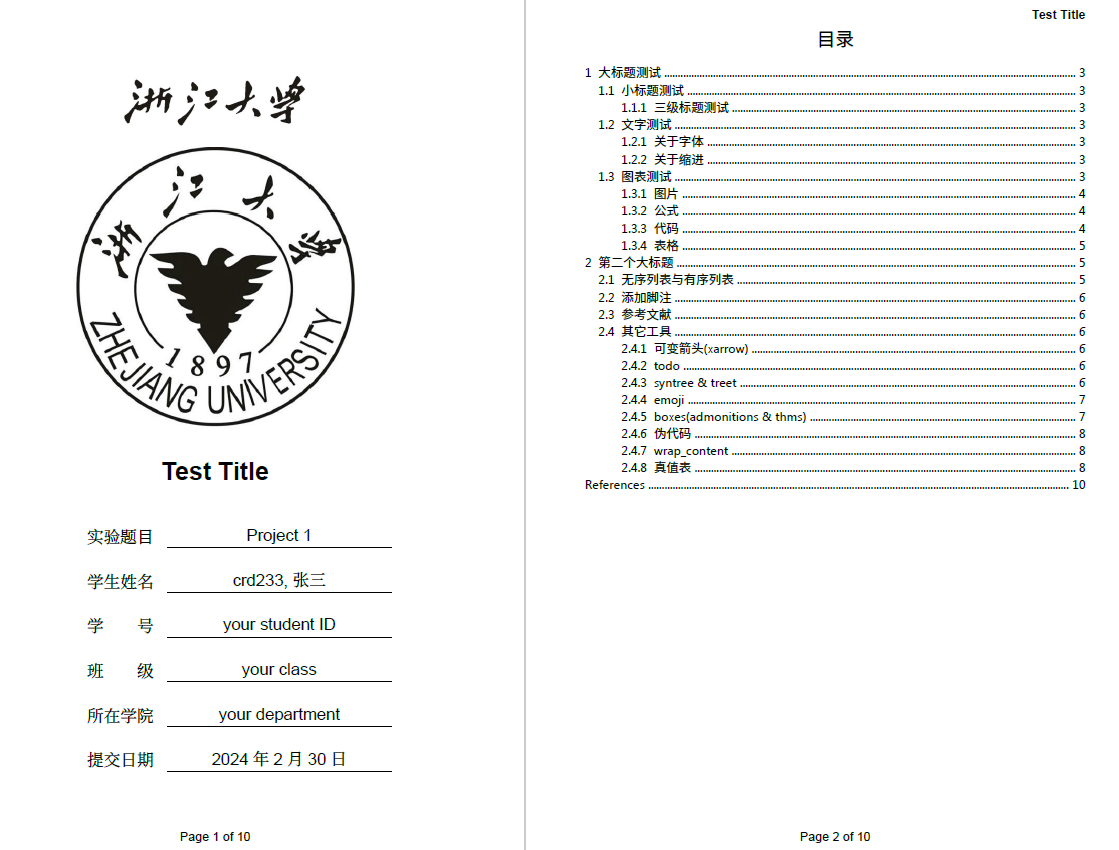 浙江大学
浙江大学
1897
ZHEJIANG UNIVERSITY
Test Title
实验题目 Project 1
学生姓名 crd233, 张三
学 号 your student ID
班 级 your class
所在学院 your department
提交日期 2024 年 2 月 30 日
Page 1 of 10
Test Title
目录
1 大标题测试 3
1.1 小标题测试 3
1.1.1 三级标题测试 3
1.2 文字测试 3
1.2.1 关于字体 3
1.2.2 关于缩进 3
1.3 图表测试 3
1.3.1 图片 4
1.3.2 公式 4
1.3.3 代码 4
1.3.4 表格 5
2 第二个大标题 5
2.1 无序列表与有序列表 5
2.2 添加脚注 6
2.3 参考文献 6
2.4 其它工具 6
2.4.1 可变箭头(xarrow) 6
2.4.2 todo 6
2.4.3 syntree & treet 6
2.4.4 emoji 7
2.4.5 boxes(admonitions & thms) 7
2.4.6 伪代码 8
2.4.7 wrap_content 8
2.4.8 真值表 8
References 10
Page 2 of 10